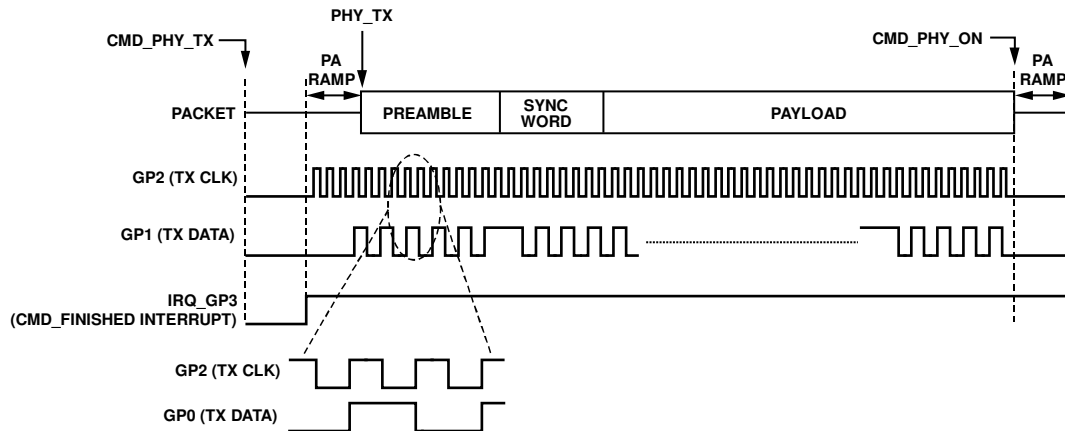 PHY_TX
CMD_PHY_TX
CMD_PHY_ON
PA
RAMP
PA
RAMP
PACKET
PREAMBLE
SYNC
WORD
PAYLOAD
GP2 (TX CLK)
GP1 (TX DATA)
IRQ_GP3
(CMD_FINISHED INTERRUPT)
GP2 (TX CLK)
GP0 (TX DATA)